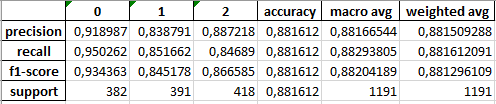 0 1 2 accuracy macro avg weighted avg
precision 0,918987 0,838791 0,887218 0,881612 0,88166544 0,881509288
recall 0,950262 0,851662 0,84689 0,881612 0,88293805 0,881612091
f1-score 0,934363 0,845178 0,866585 0,881612 0,88204189 0,881296109
support 382 391 418 0,881612 1191 1191